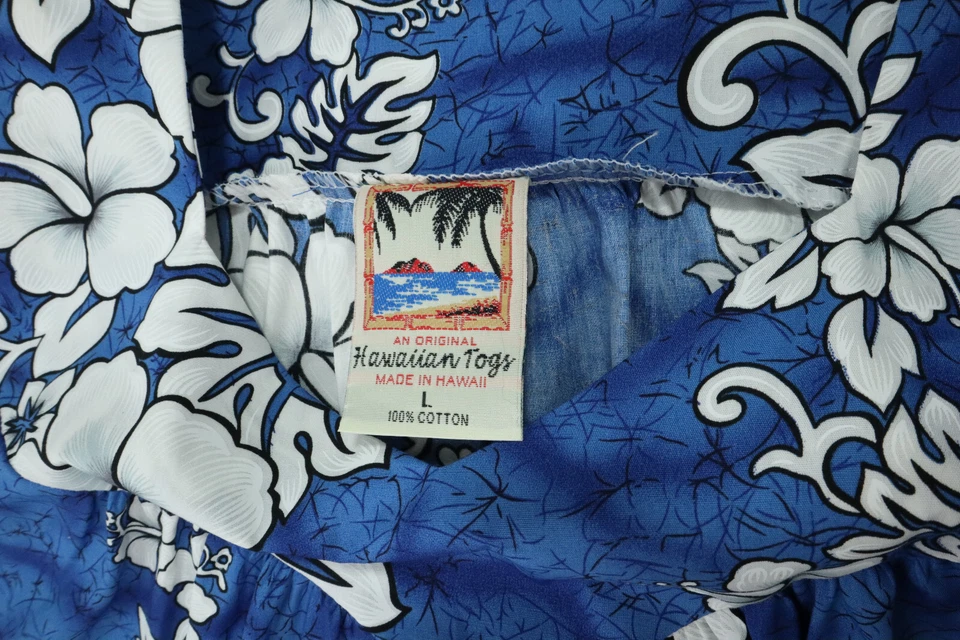 AN ORIGINAL
Hawaiian Togs
MADE IN HAWAII
L
100% COTTON